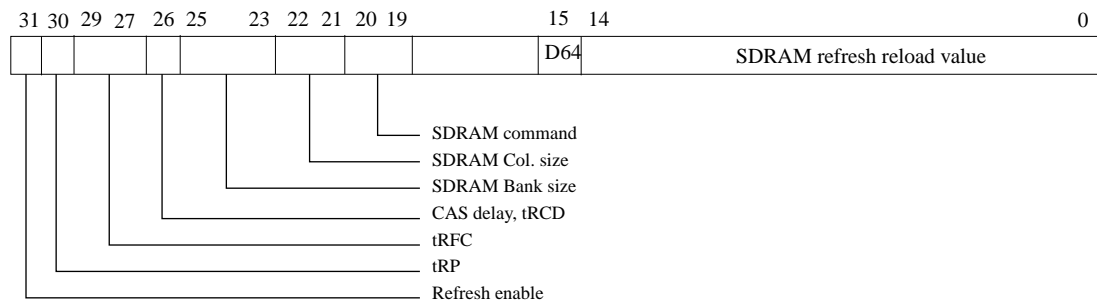 31 30 29 27 26 25 23 22 21 20 19 15 14 0
D64 SDRAM refresh reload value
SDRAM command
SDRAM Col. size
SDRAM Bank size
CAS delay, tRCD
tRFC
tRP
Refresh enable